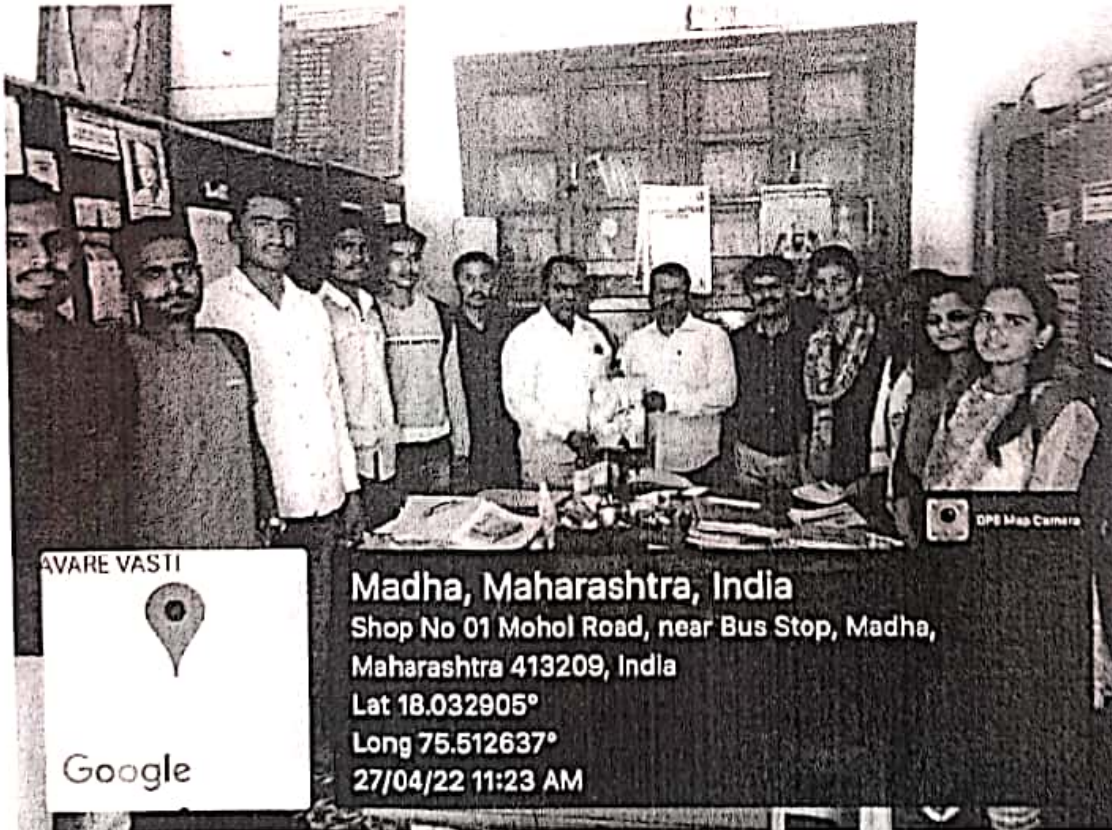 GPS Map Camera
AVARE VASTI
Google
Madha, Maharashtra, India
Shop No 01 Mohol Road, near Bus Stop, Madha,
Maharashtra 413209, India
Lat 18.032905°
Long 75.512637°
27/04/22 11:23 AM